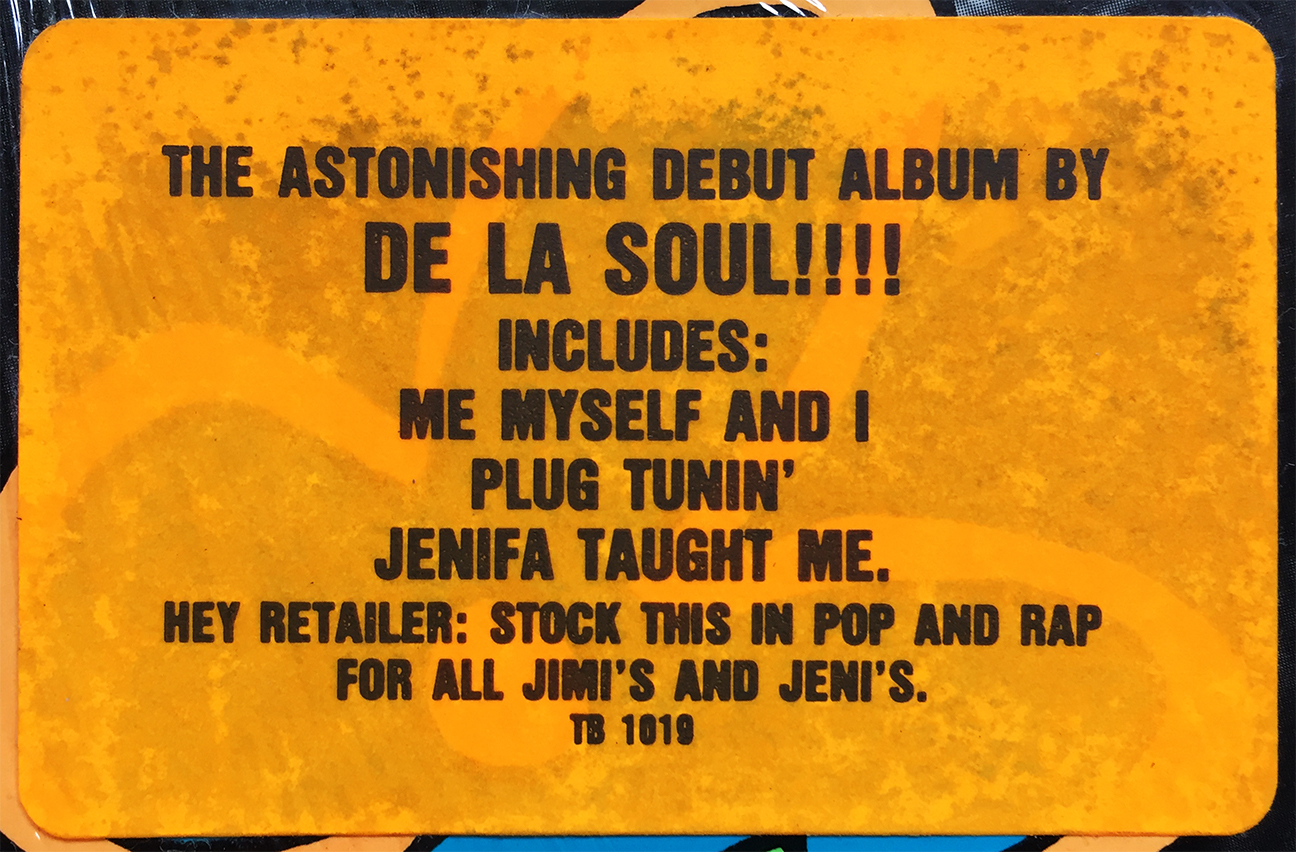 THE ASTONISHING DEBUT ALBUM BY
DE LA SOUL!!!!
INCLUDES:
ME MYSELF AND I
PLUG TUNIN'
JENIFA TAUGHT ME.
HEY RETAILER: STOCK THIS IN POP AND RAP
FOR ALL JIMI'S AND JENI'S.
TB 1019